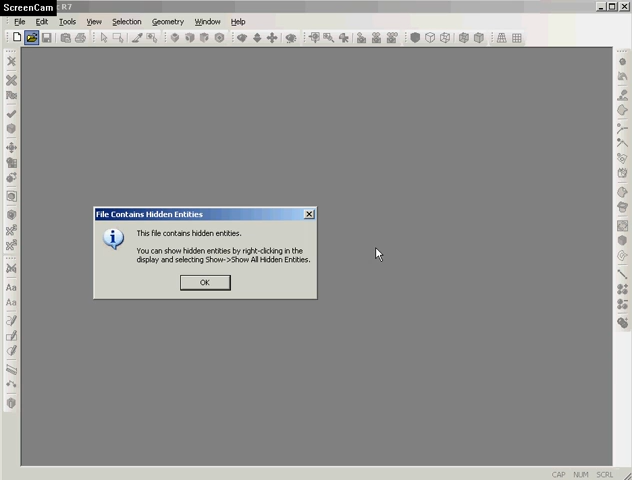 ScreenCam
R7
File Edit Tools View Selection Geometry Window Help
File Contains Hidden Entities
This file contains hidden entities.
You can show hidden entities by right-clicking in the
display and selecting Show->Show All Hidden Entities.
OK
Aa
Aa
CAP NUM SCRL